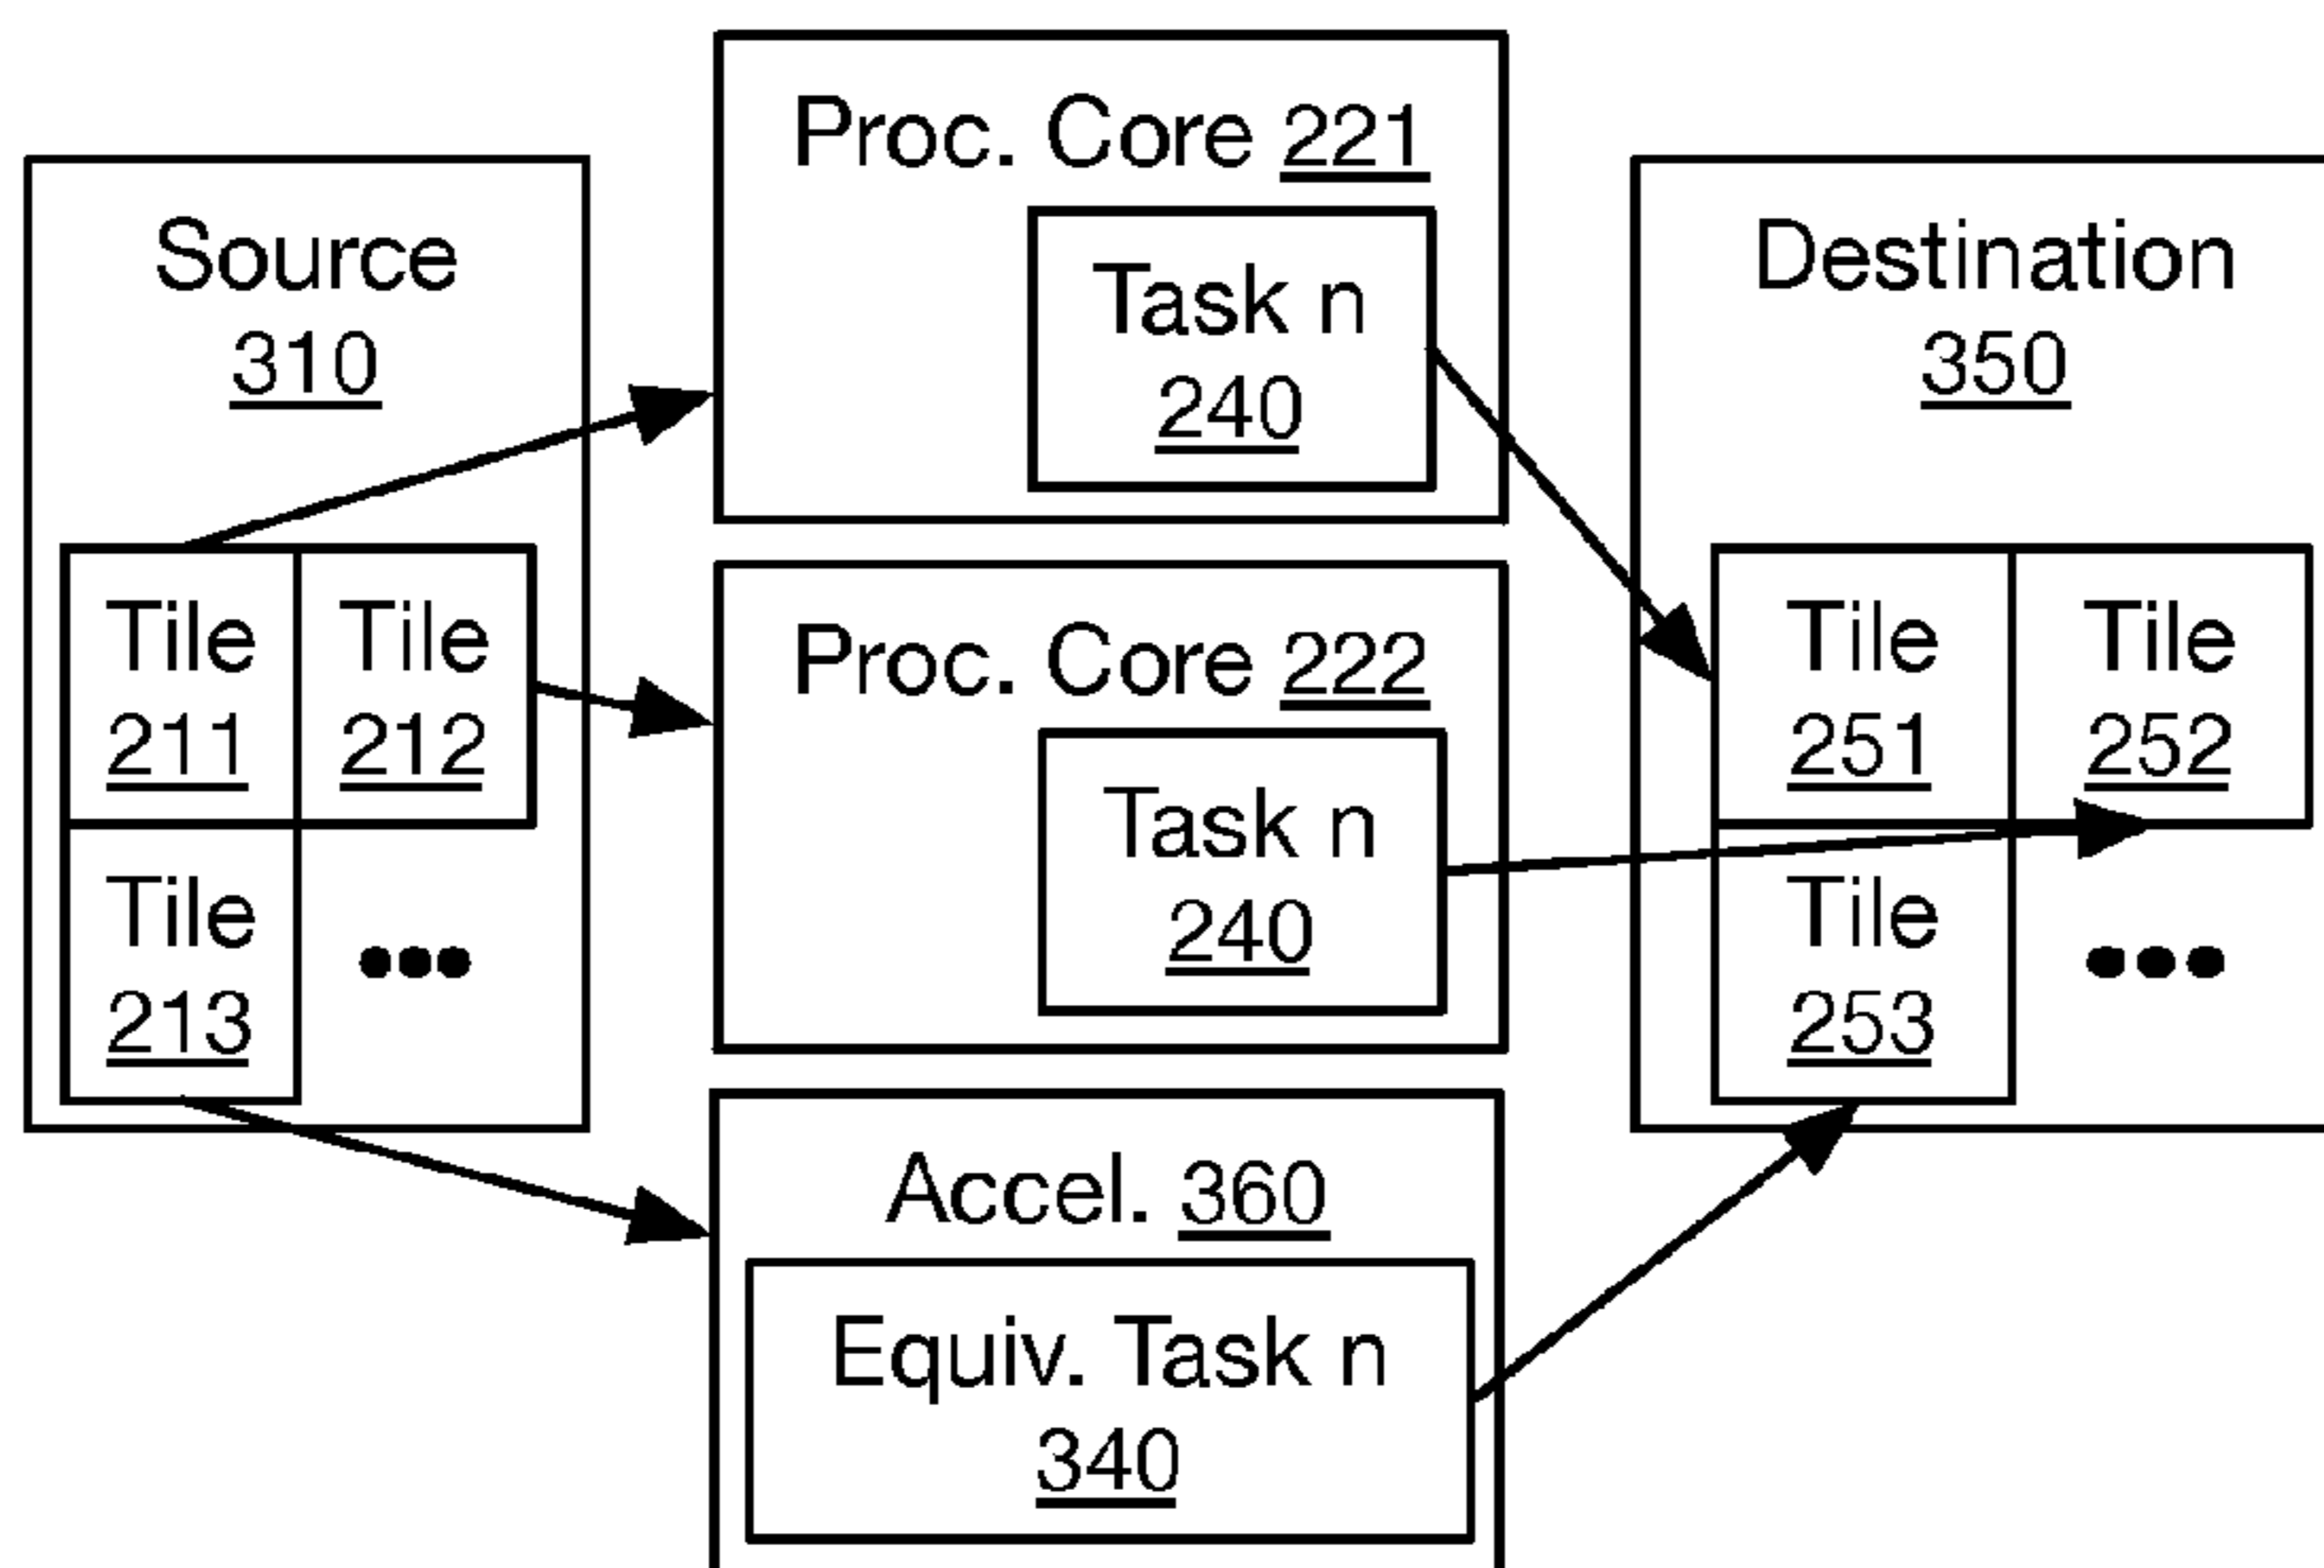 Source
310
Tile
211
Tile
212
Tile
213
Proc. Core 221
Task n
240
Proc. Core 222
Task n
240
Accel. 360
Equiv. Task n
340
Destination
350
Tile
251
Tile
252
Tile
253